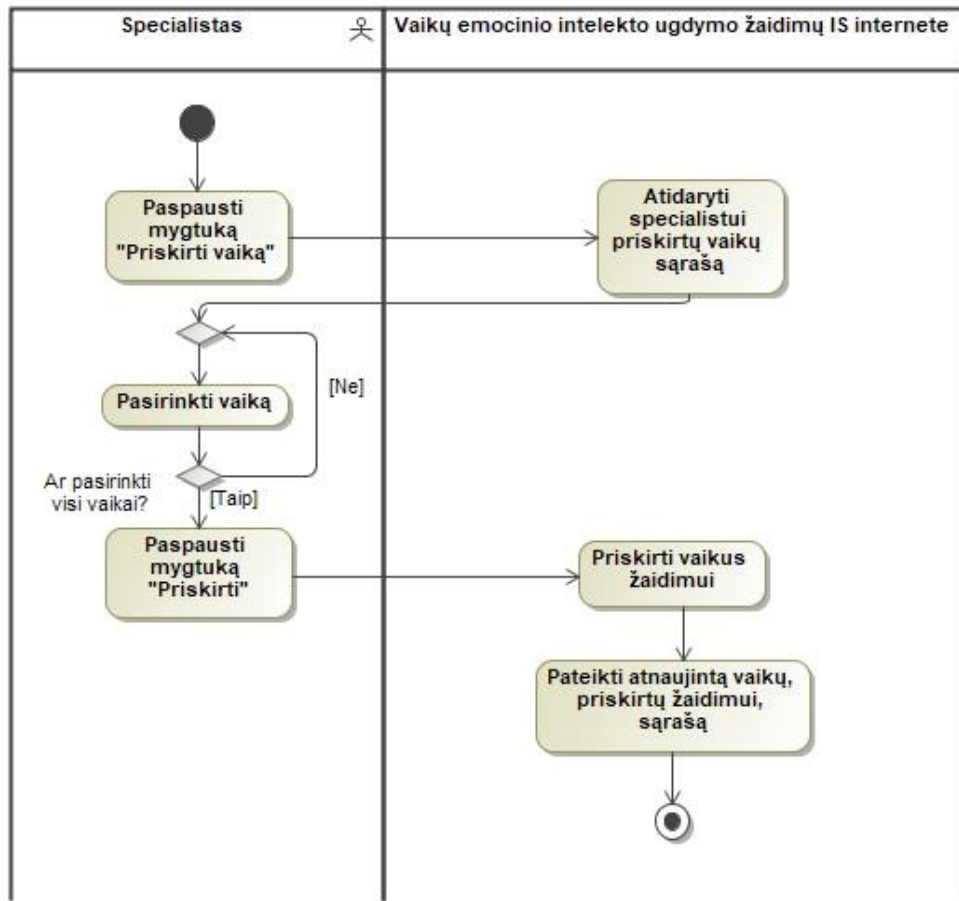 Specialistas
Vaikų emocinio intelekto ugdymo žaidimų IS internete
Paspausti
mygtuką
"Priskirti vaiką"
Atidaryti
specialistui
priskirtų vaikų
sąrašą
[Ne]
Pasirinkti vaiką
Ar pasirinkti
visi vaikai?
[Taip]
Paspausti
mygtuką
"Priskirti"
Priskirti vaikus
žaidimui
Pateikti atnaujintą vaikų,
priskirtų žaidimui,
sąrašą